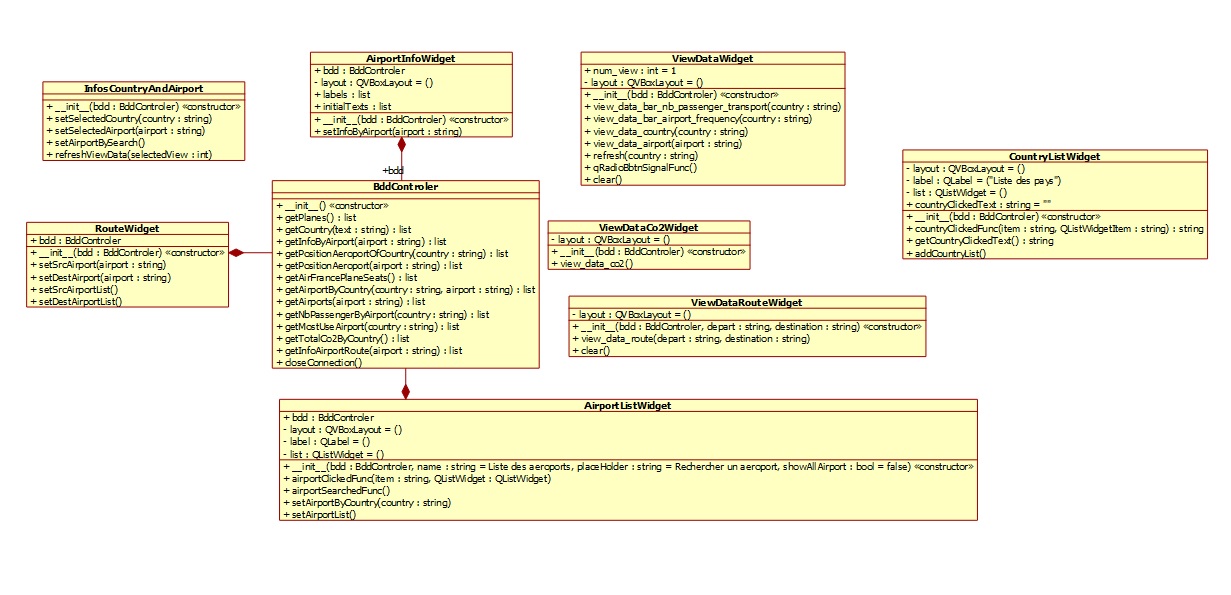 InfosCountryAndAirport
+ __init__(bdd : BddControler) «constructor»
+ setSelectedCountry(country : string)
+ setSelectedAirport(airport : string)
+ setAirportBySearch()
+ refreshViewData(selectedView : int)
AirportInfoWidget
+ bdd : BddControler
- layout : QVBoxLayout = ()
+ labels : list
+ initialTexts : list
+ __init__(bdd : BddControler) «constructor»
+ setInfoByAirport(airport : string)
ViewDataWidget
+ num_view : int = 1
- layout : QVBoxLayout = ()
+ __init__(bdd : BddControler) «constructor»
+ view_data_bar_nb_passenger_transport(country : string)
+ view_data_bar_airport_frequency(country : string)
+ view_data_country(country : string)
+ view_data_airport(airport : string)
+ refresh(country : string)
+ qRadioBbtnSignalFunc()
+ clear()
CountryListWidget
- layout : QVBoxLayout = ()
- label : QLabel = ("Liste des pays")
- list : QListWidget = ()
+ countryClickedText : string = ""
+ __init__(bdd : BddControler) «constructor»
+ countryClickedFunc(item : string, QListWidgetItem : string) : string
+ getCountryClickedText() : string
+ addCountryList()
+bdd
BddControler
+ __init__() «constructor»
+ getPlanes() : list
+ getCountry(text : string) : list
+ getInfoByAirport(airport : string) : list
+ getPositionAeroportOfCountry(country : string) : list
+ getPositionAeroport(airport : string) : list
+ getAirFrancePlaneSeats() : list
+ getAirportByCountry(country : string, airport : string) : list
+ getAirports(airport : string) : list
+ getNbPassengerByAirport(country : string) : list
+ getMostUseAirport(country : string) : list
+ getTotalCo2ByCountry() : list
+ getInfoAirportRoute(airport : string) : list
+ closeConnection()
RouteWidget
+ bdd : BddControler
+ __init__(bdd : BddControler) «constructor»
+ setSrcAirport(airport : string)
+ setDestAirport(airport : string)
+ setSrcAirportList()
+ setDestAirportList()
ViewDataCo2Widget
- layout : QVBoxLayout = ()
+ __init__(bdd : BddControler) «constructor»
+ view_data_co2()
ViewDataRouteWidget
- layout : QVBoxLayout = ()
+ __init__(bdd : BddControler, depart : string, destination : string) «constructor»
+ view_data_route(depart : string, destination : string)
+ clear()
AirportListWidget
+ bdd : BddControler
- layout : QVBoxLayout = ()
- label : QLabel = ()
- list : QListWidget = ()
+ __init__(bdd : BddControler, name : string = Liste des aeroports, placeHolder : string = Rechercher un aeroport, showAllAirport : bool = false) «constructor»
+ airportClickedFunc(item : string, QListWidget : QListWidget)
+ airportSearchedFunc()
+ setAirportByCountry(country : string)
+ setAirportList()